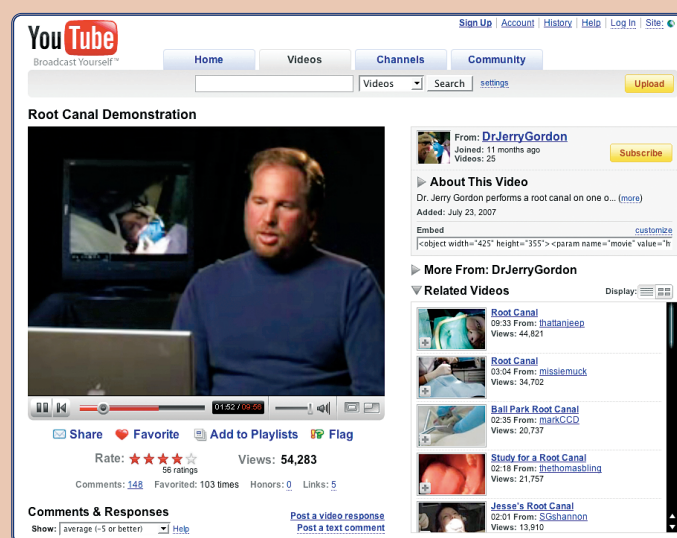 Sign Up | Account | History | Help | Log In | Site:
YouTube
Broadcast Yourself™
Home Videos Channels Community
Videos Search settings Upload
Root Canal Demonstration
From: DrJerryGordon
Joined: 11 months ago
Videos: 25
Subscribe
About This Video
Dr. Jerry Gordon performs a root canal on one o... (more)
Added: July 23, 2007
Embed customize
<object width="425" height="355"><param name="movie" value="h
More From: DrJerryGordon
Related Videos Display:
Root Canal
09:33 From: thattanjeep
Views: 44,821
Root Canal
03:04 From: missiemuck
Views: 34,702
Ball Park Root Canal
02:35 From: markCCD
Views: 20,737
Study for a Root Canal
02:18 From: thethomasbling
Views: 21,757
Jesse's Root Canal
02:01 From: SGshannon
Views: 13,910
01:52 / 09:56
Share Favorite Add to Playlists Flag
Rate: Views: 54,283
56 ratings
Comments: 148 Favorited: 103 times Honors: 0 Links: 5
Comments & Responses
Post a video response
Show: average (-5 or better) Help
Post a text comment